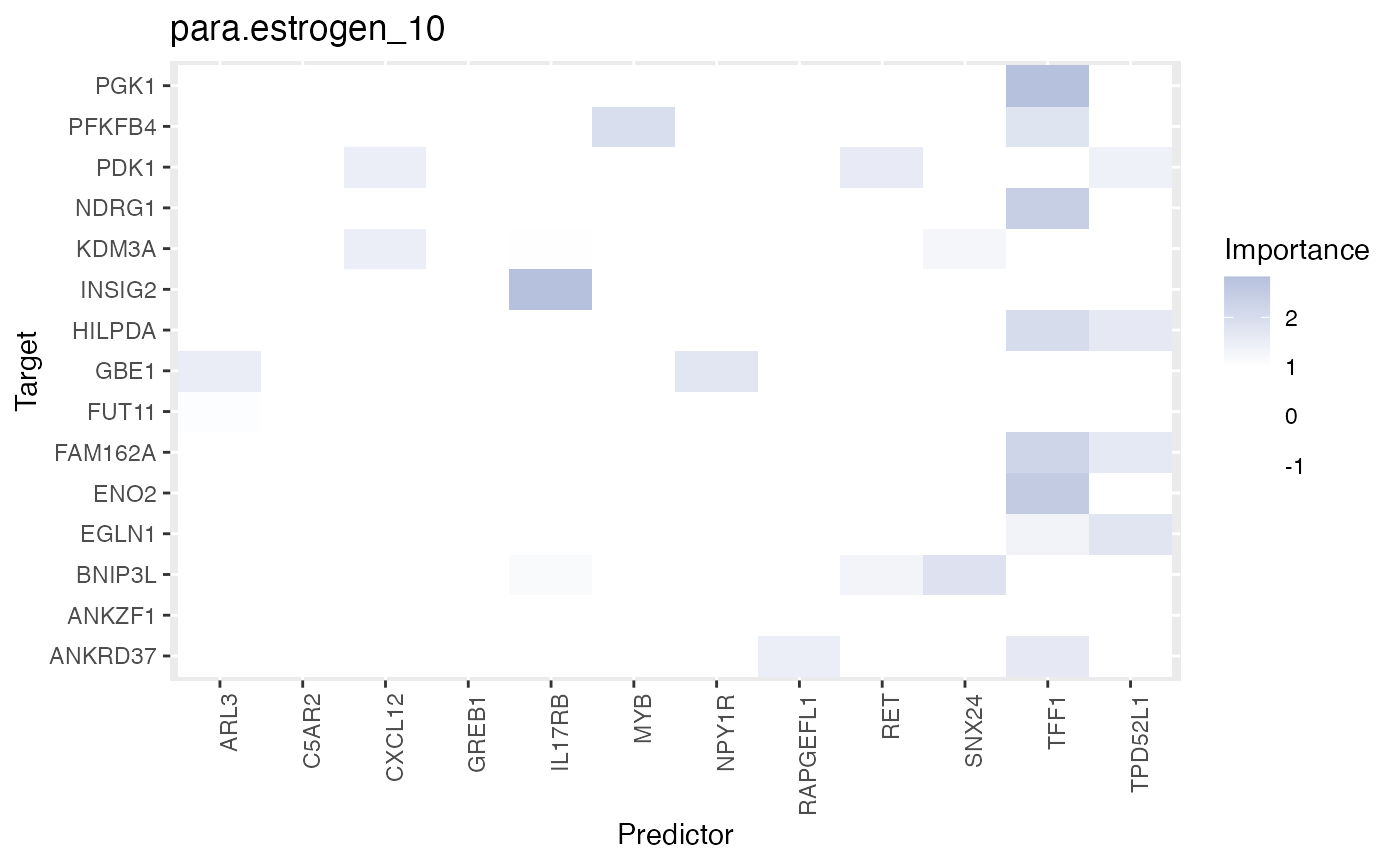 para.estrogen_10
Target
PGK1
PFKFB4
PDK1
NDRG1
KDM3A
INSIG2
HILPDA
GBE1
FUT11
FAM162A
ENO2
EGLN1
BNIP3L
ANKZF1
ANKRD37
ARL3
C5AR2
CXCL12
GREB1
IL17RB
MYB
NPY1R
RAPGEFL1
RET
SNX24
TFF1
TPD52L1
Predictor
Importance
2
1
0
-1